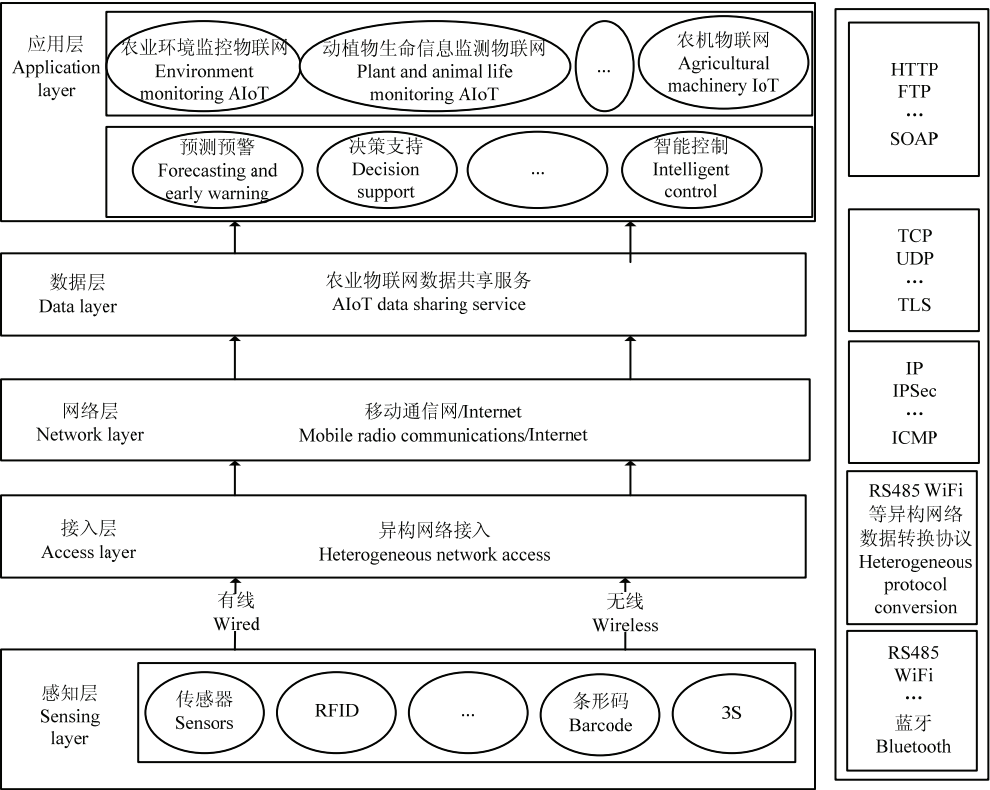 应用层
Application
layer
农业环境监控物联网
Environment
monitoring AIoT
动植物生命信息监测物联网
Plant and animal life
monitoring AIoT
...
农机物联网
Agricultural
machinery IoT
预测预警
Forecasting and
early warning
决策支持
Decision
support
...
智能控制
Intelligent
control
数据层
Data layer
农业物联网数据共享服务
AIoT data sharing service
网络层
Network layer
移动通信网/Internet
Mobile radio communications/Internet
接入层
Access layer
异构网络接入
Heterogeneous network access
有线
Wired
无线
Wireless
感知层
Sensing
layer
传感器
Sensors
RFID
...
条形码
Barcode
3S
HTTP
FTP
...
SOAP
TCP
UDP
...
TLS
IP
IPSec
...
ICMP
RS485 WiFi
等异构网络
数据转换协议
Heterogeneous
protocol
conversion
RS485
WiFi
...
蓝牙
Bluetooth